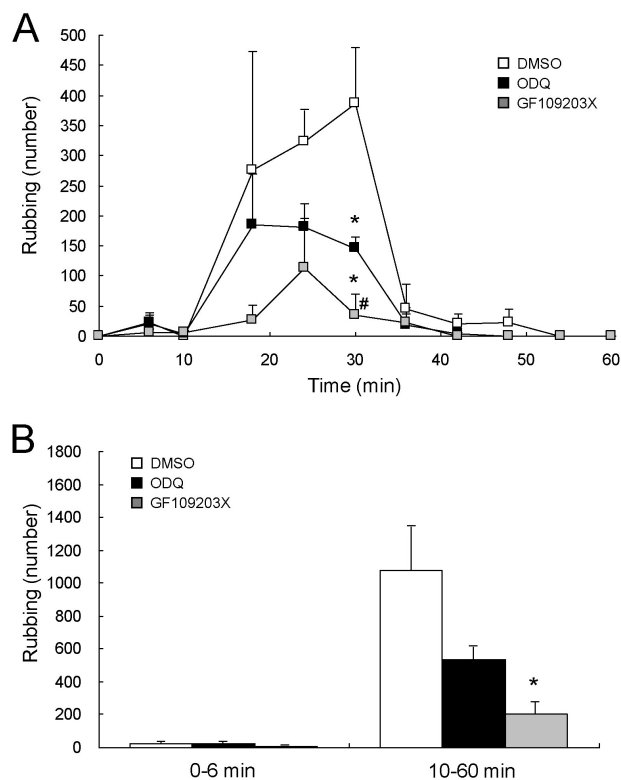 A
500
450
400
350
300
250
200
150
100
50
0
Rubbing (number)
DMSO
ODQ
GF109203X
*
*
#
0 10 20 30 40 50 60
Time (min)
B
1800
1600
1400
1200
1000
800
600
400
200
0
Rubbing (number)
DMSO
ODQ
GF109203X
*
0-6 min 10-60 min